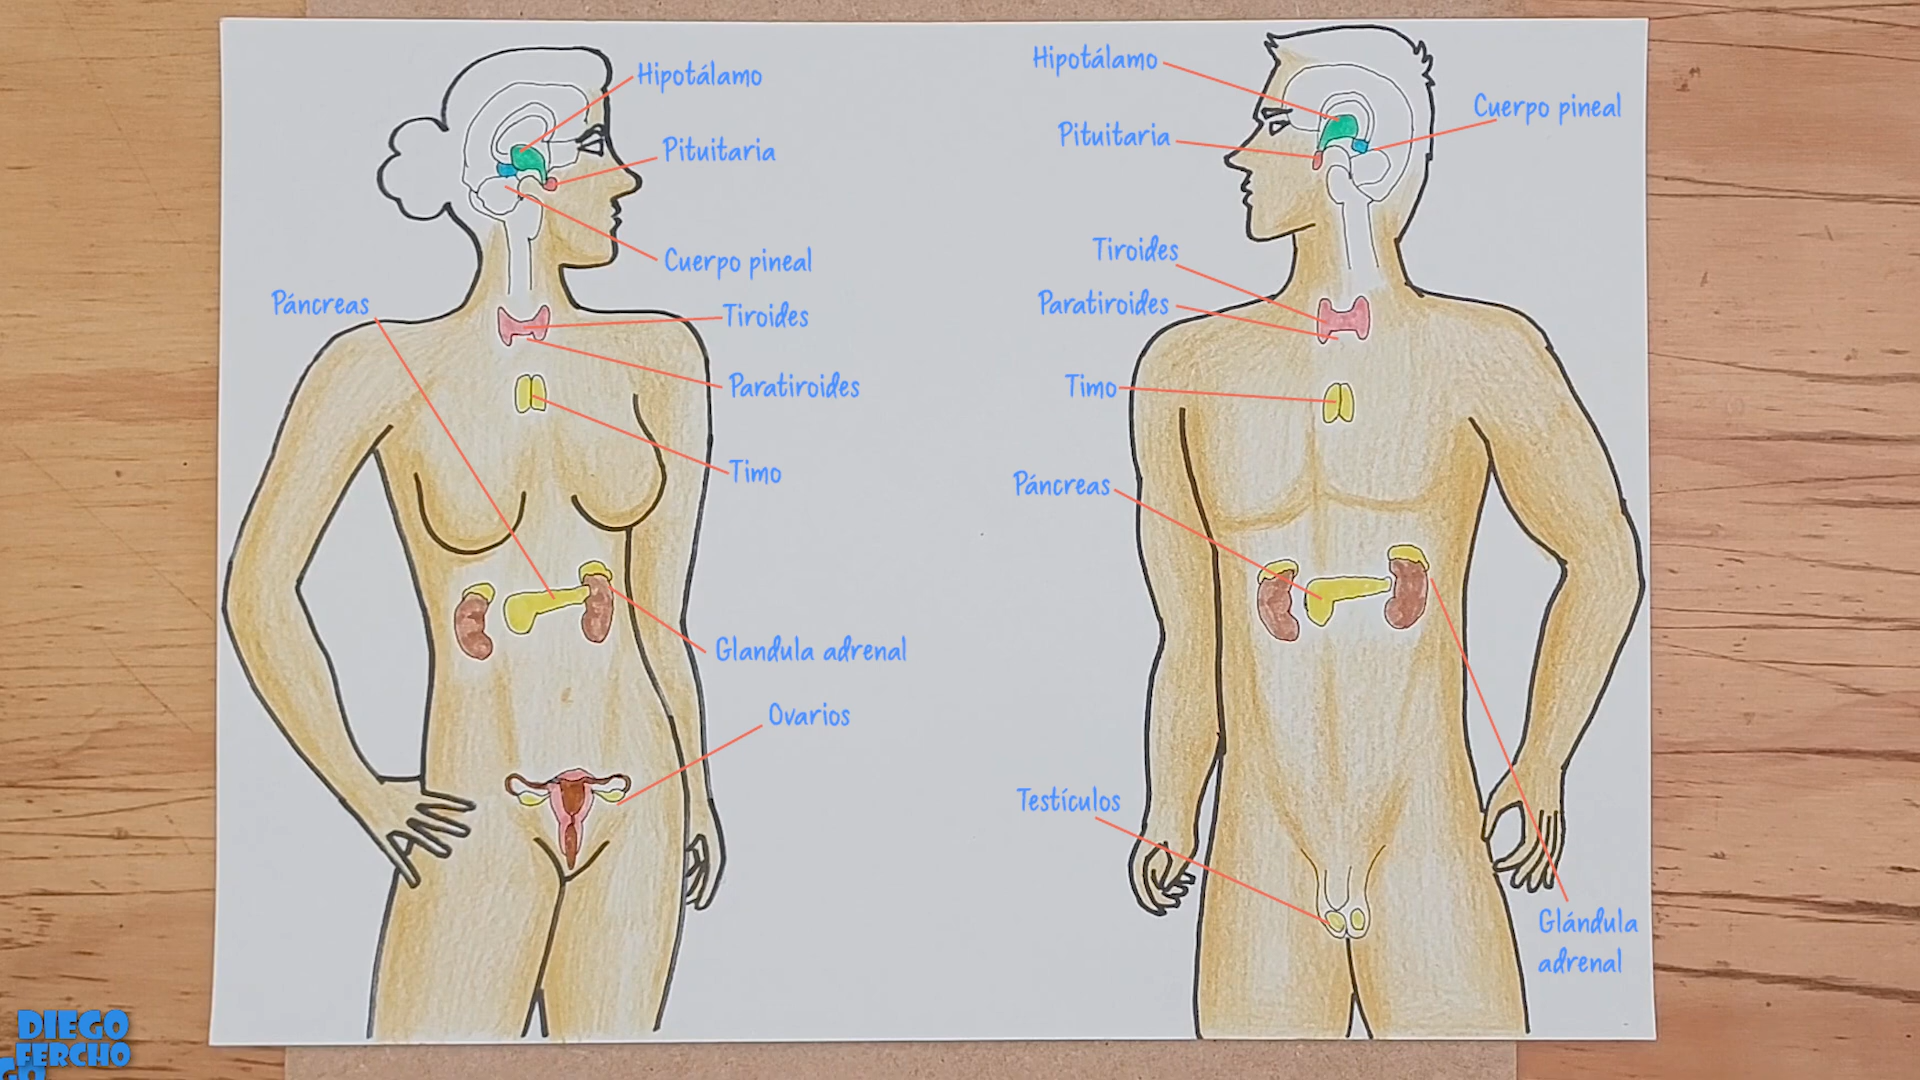 Hipotálamo
Pituitaria
Cuerpo pineal
Páncreas
Tiroides
Paratiroides
Timo
Glandula adrenal
Ovarios
Hipotálamo
Cuerpo pineal
Pituitaria
Tiroides
Paratiroides
Timo
Páncreas
Testículos
Glándula
adrenal
DIEGO
FERCHO
GO